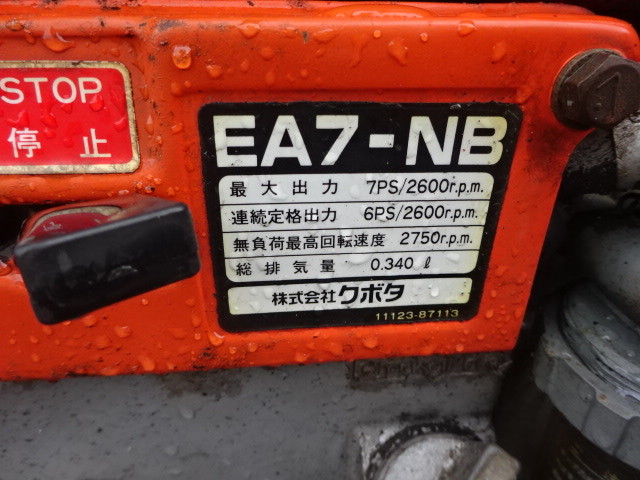 STOP
停止
EA7-NB
最大出力 7PS/2600r.p.m.
連続定格出力 6PS/2600r.p.m.
無負荷最高回転速度 2750r.p.m.
総排気量 0.340 ℓ
株式会社クボタ
11123-87113